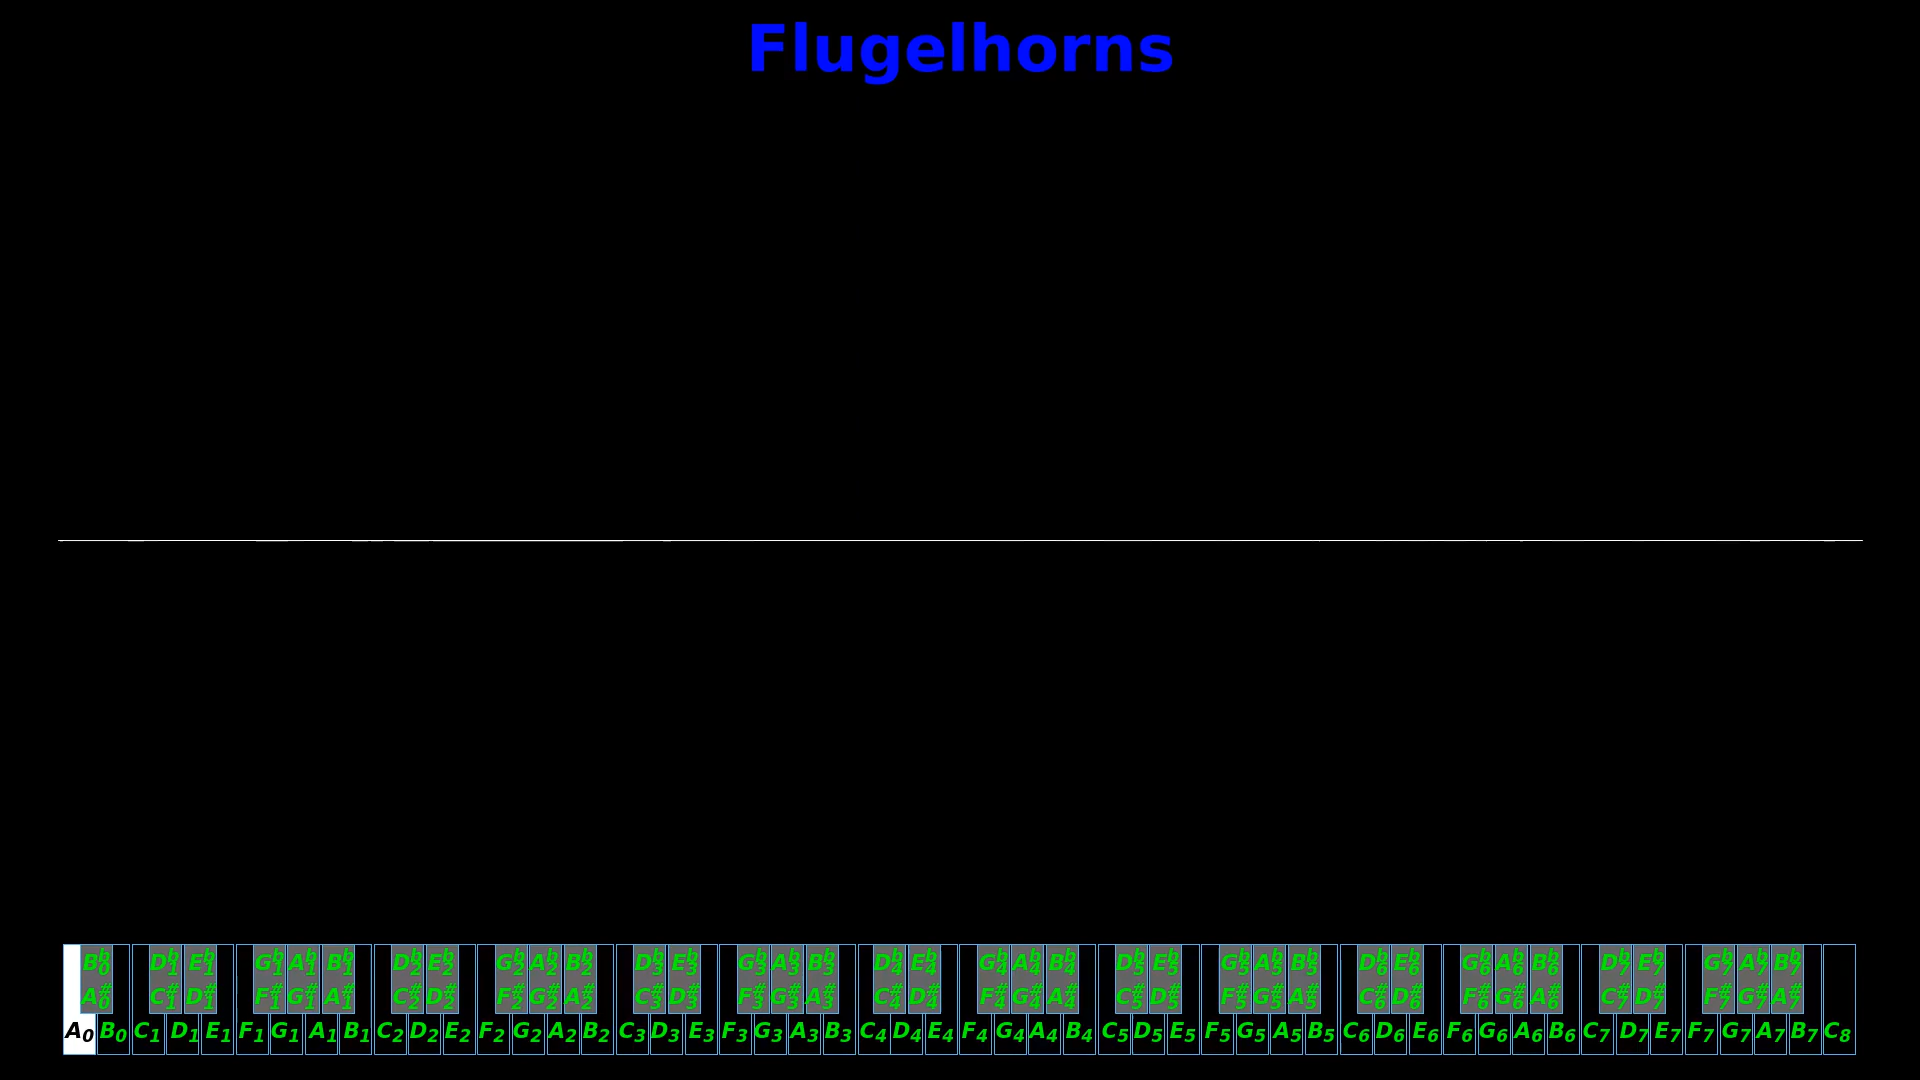 Flugelhorns
B♭0 D♭1 E♭1 G♭1 A♭1 B♭1 D♭2 E♭2 G♭2 A♭2 B♭2 D♭3 E♭3 G♭3 A♭3 B♭3 D♭4 E♭4 G♭4 A♭4 B♭4 D♭5 E♭5 G♭5 A♭5 B♭5 D♭6 E♭6 G♭6 A♭6 B♭6 D♭7 E♭7 G♭7 A♭7 B♭7
A#0 C#1 D#1 F#1 G#1 A#1 C#2 D#2 F#2 G#2 A#2 C#3 D#3 F#3 G#3 A#3 C#4 D#4 F#4 G#4 A#4 C#5 D#5 F#5 G#5 A#5 C#6 D#6 F#6 G#6 A#6 C#7 D#7 F#7 G#7 A#7
A0 B0 C1 D1 E1 F1 G1 A1 B1 C2 D2 E2 F2 G2 A2 B2 C3 D3 E3 F3 G3 A3 B3 C4 D4 E4 F4 G4 A4 B4 C5 D5 E5 F5 G5 A5 B5 C6 D6 E6 F6 G6 A6 B6 C7 D7 E7 F7 G7 A7 B7 C8